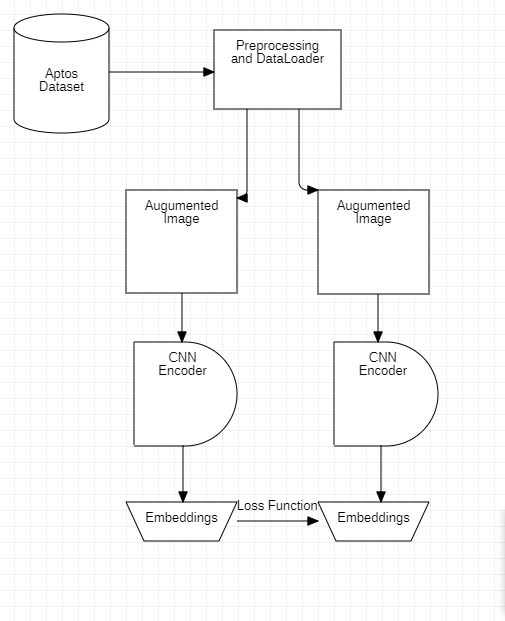 Aptos
Dataset
Preprocessing
and DataLoader
Augumented
Image
Augumented
Image
CNN
Encoder
CNN
Encoder
Embeddings
Loss Function
Embeddings